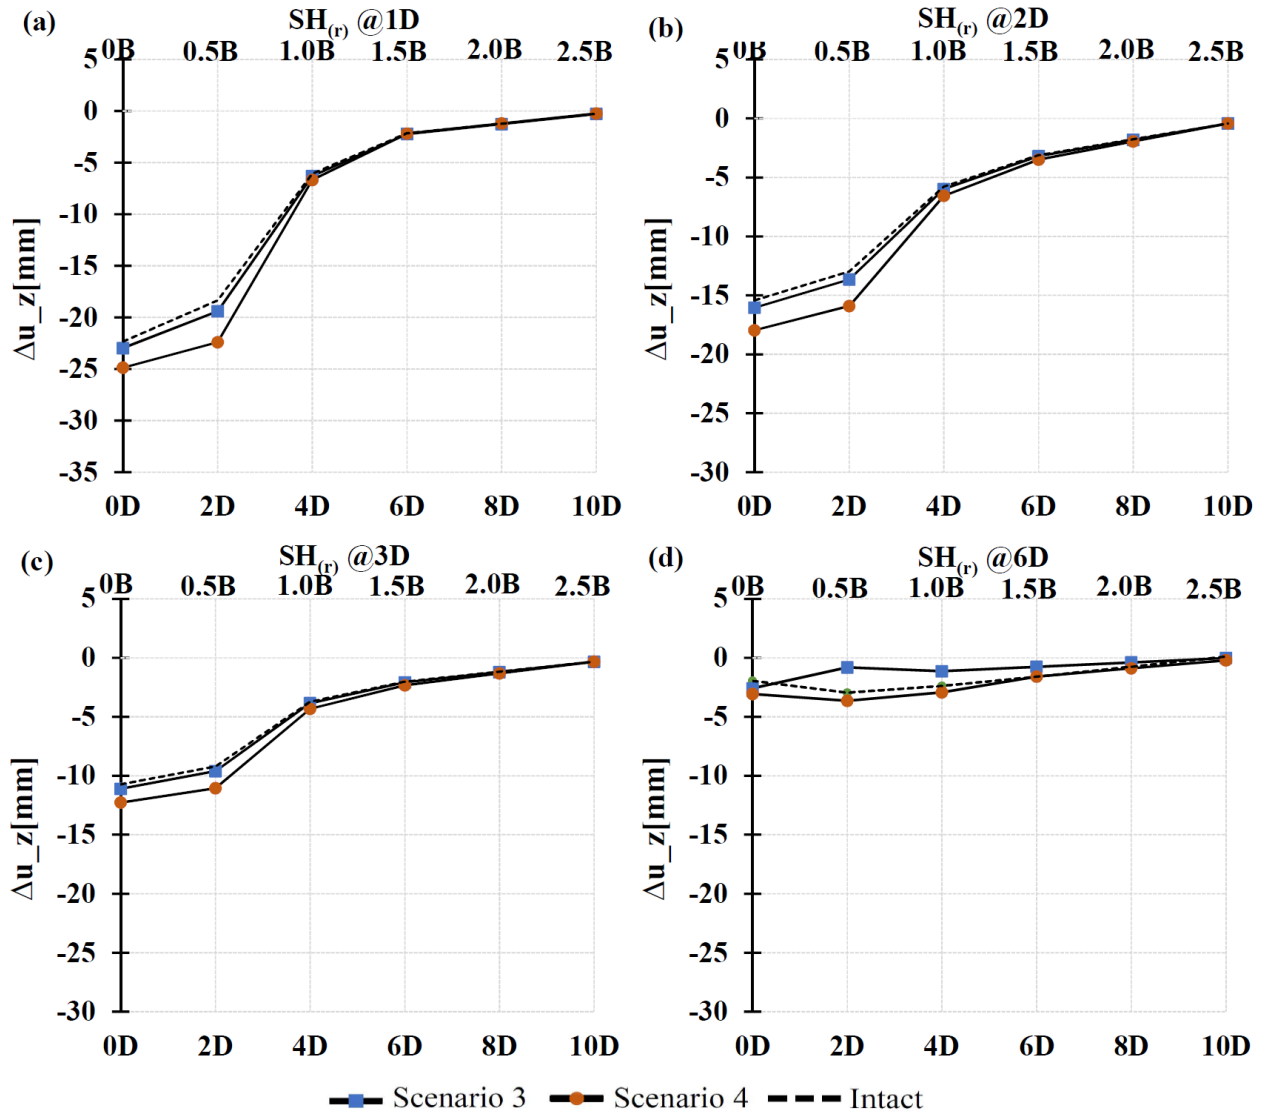 (a) SH(r) @1D
0B 0.5B 1.0B 1.5B 2.0B 2.5B
5
0
-5
-10
-15
-20
-25
-30
-35
Δu_z[mm]
0D 2D 4D 6D 8D 10D
(b) SH(r) @2D
0B 0.5B 1.0B 1.5B 2.0B 2.5B
5
0
-5
-10
-15
-20
-25
-30
Δu_z[mm]
0D 2D 4D 6D 8D 10D
(c) SH(r) @3D
0B 0.5B 1.0B 1.5B 2.0B 2.5B
5
0
-5
-10
-15
-20
-25
-30
Δu_z[mm]
0D 2D 4D 6D 8D 10D
(d) SH(r) @6D
0B 0.5B 1.0B 1.5B 2.0B 2.5B
5
0
-5
-10
-15
-20
-25
-30
Δu_z[mm]
0D 2D 4D 6D 8D 10D
Scenario 3 Scenario 4 Intact